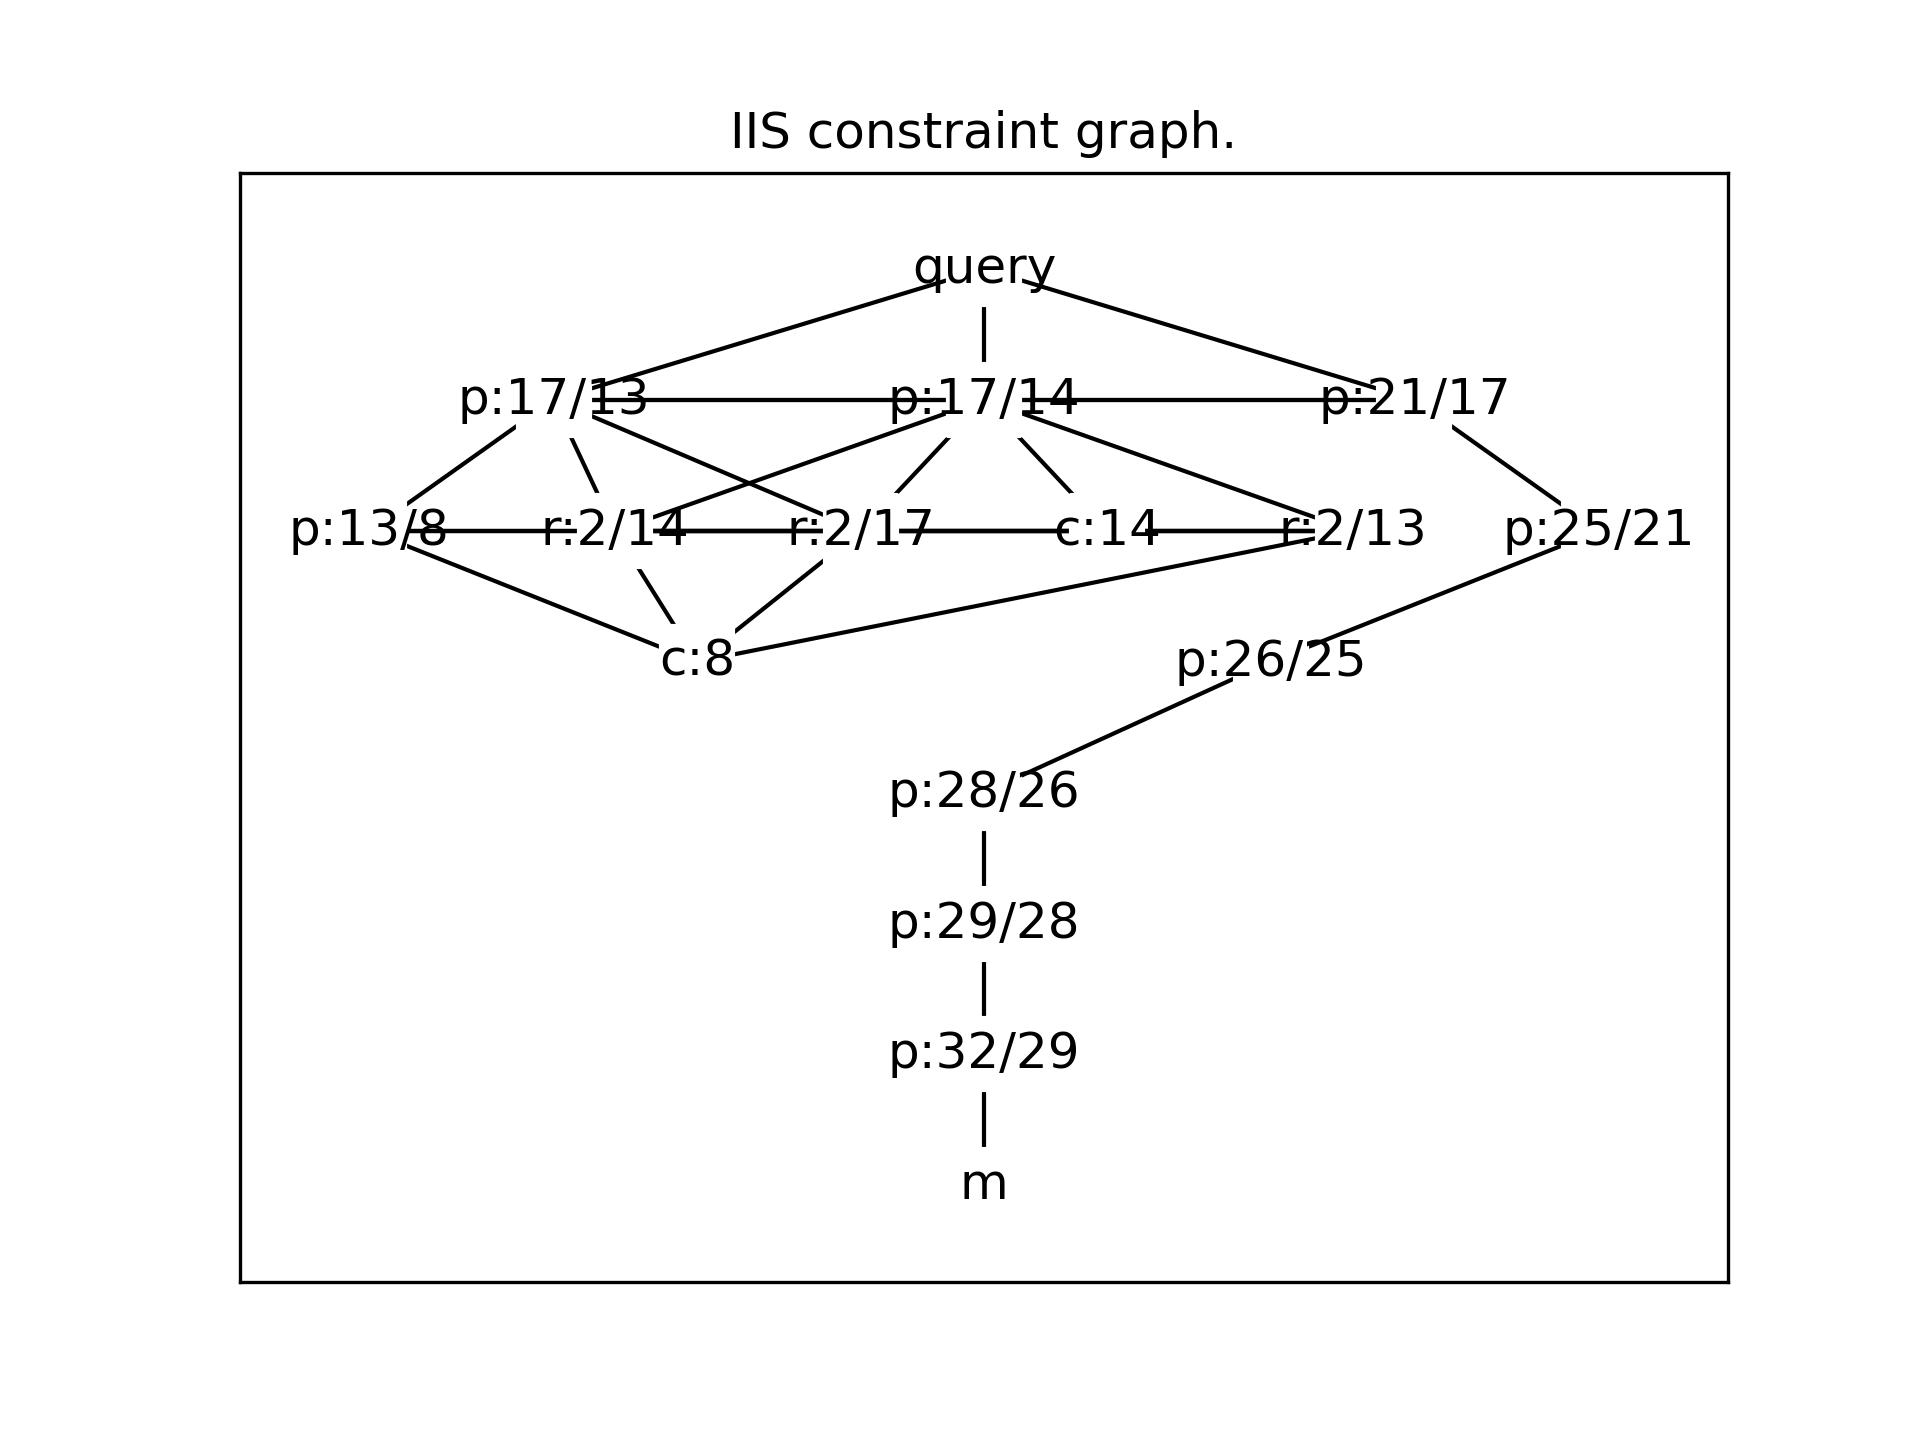 IIS constraint graph.
query
p:17/13 p:17/14 p:21/17
p:13/8 r:2/14 r:2/17 c:14 r:2/13 p:25/21
c:8 p:26/25
p:28/26
p:29/28
p:32/29
m